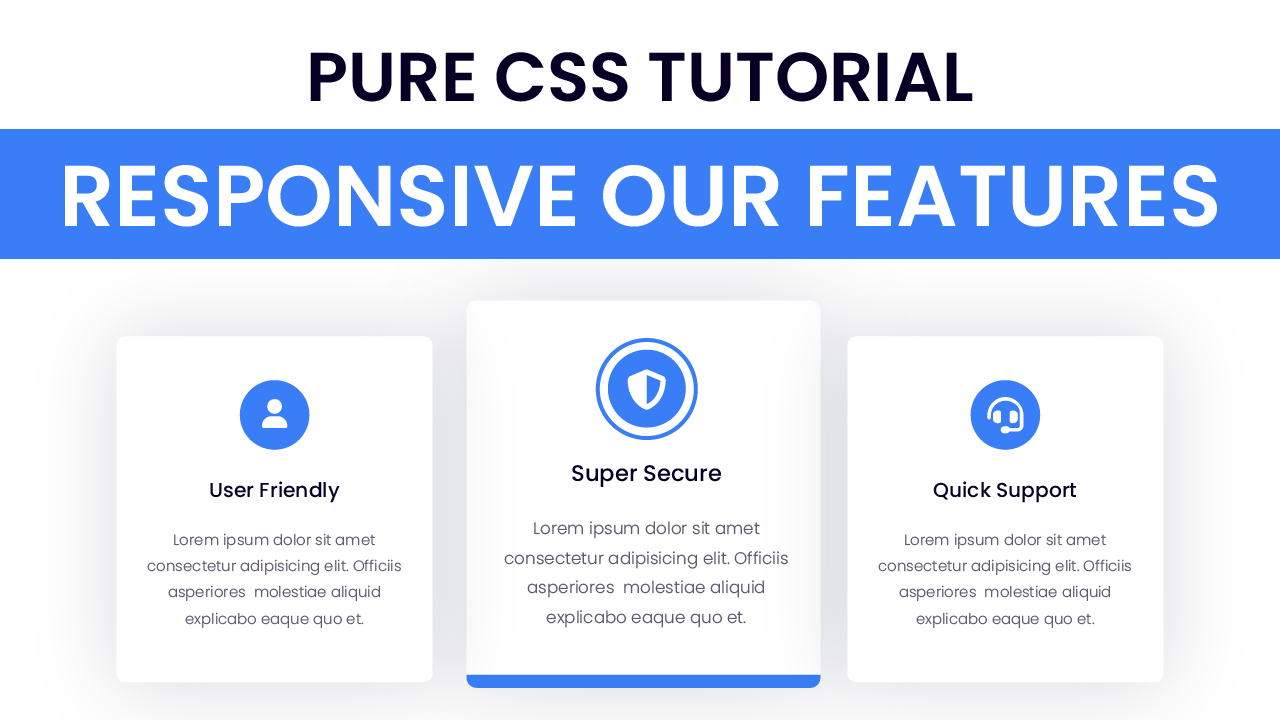 PURE CSS TUTORIAL
RESPONSIVE OUR FEATURES
User Friendly
Lorem ipsum dolor sit amet
consectetur adipisicing elit. Officiis
asperiores molestiae aliquid
explicabo eaque quo et.
Super Secure
Lorem ipsum dolor sit amet
consectetur adipisicing elit. Officiis
asperiores molestiae aliquid
explicabo eaque quo et.
Quick Support
Lorem ipsum dolor sit amet
consectetur adipisicing elit. Officiis
asperiores molestiae aliquid
explicabo eaque quo et.